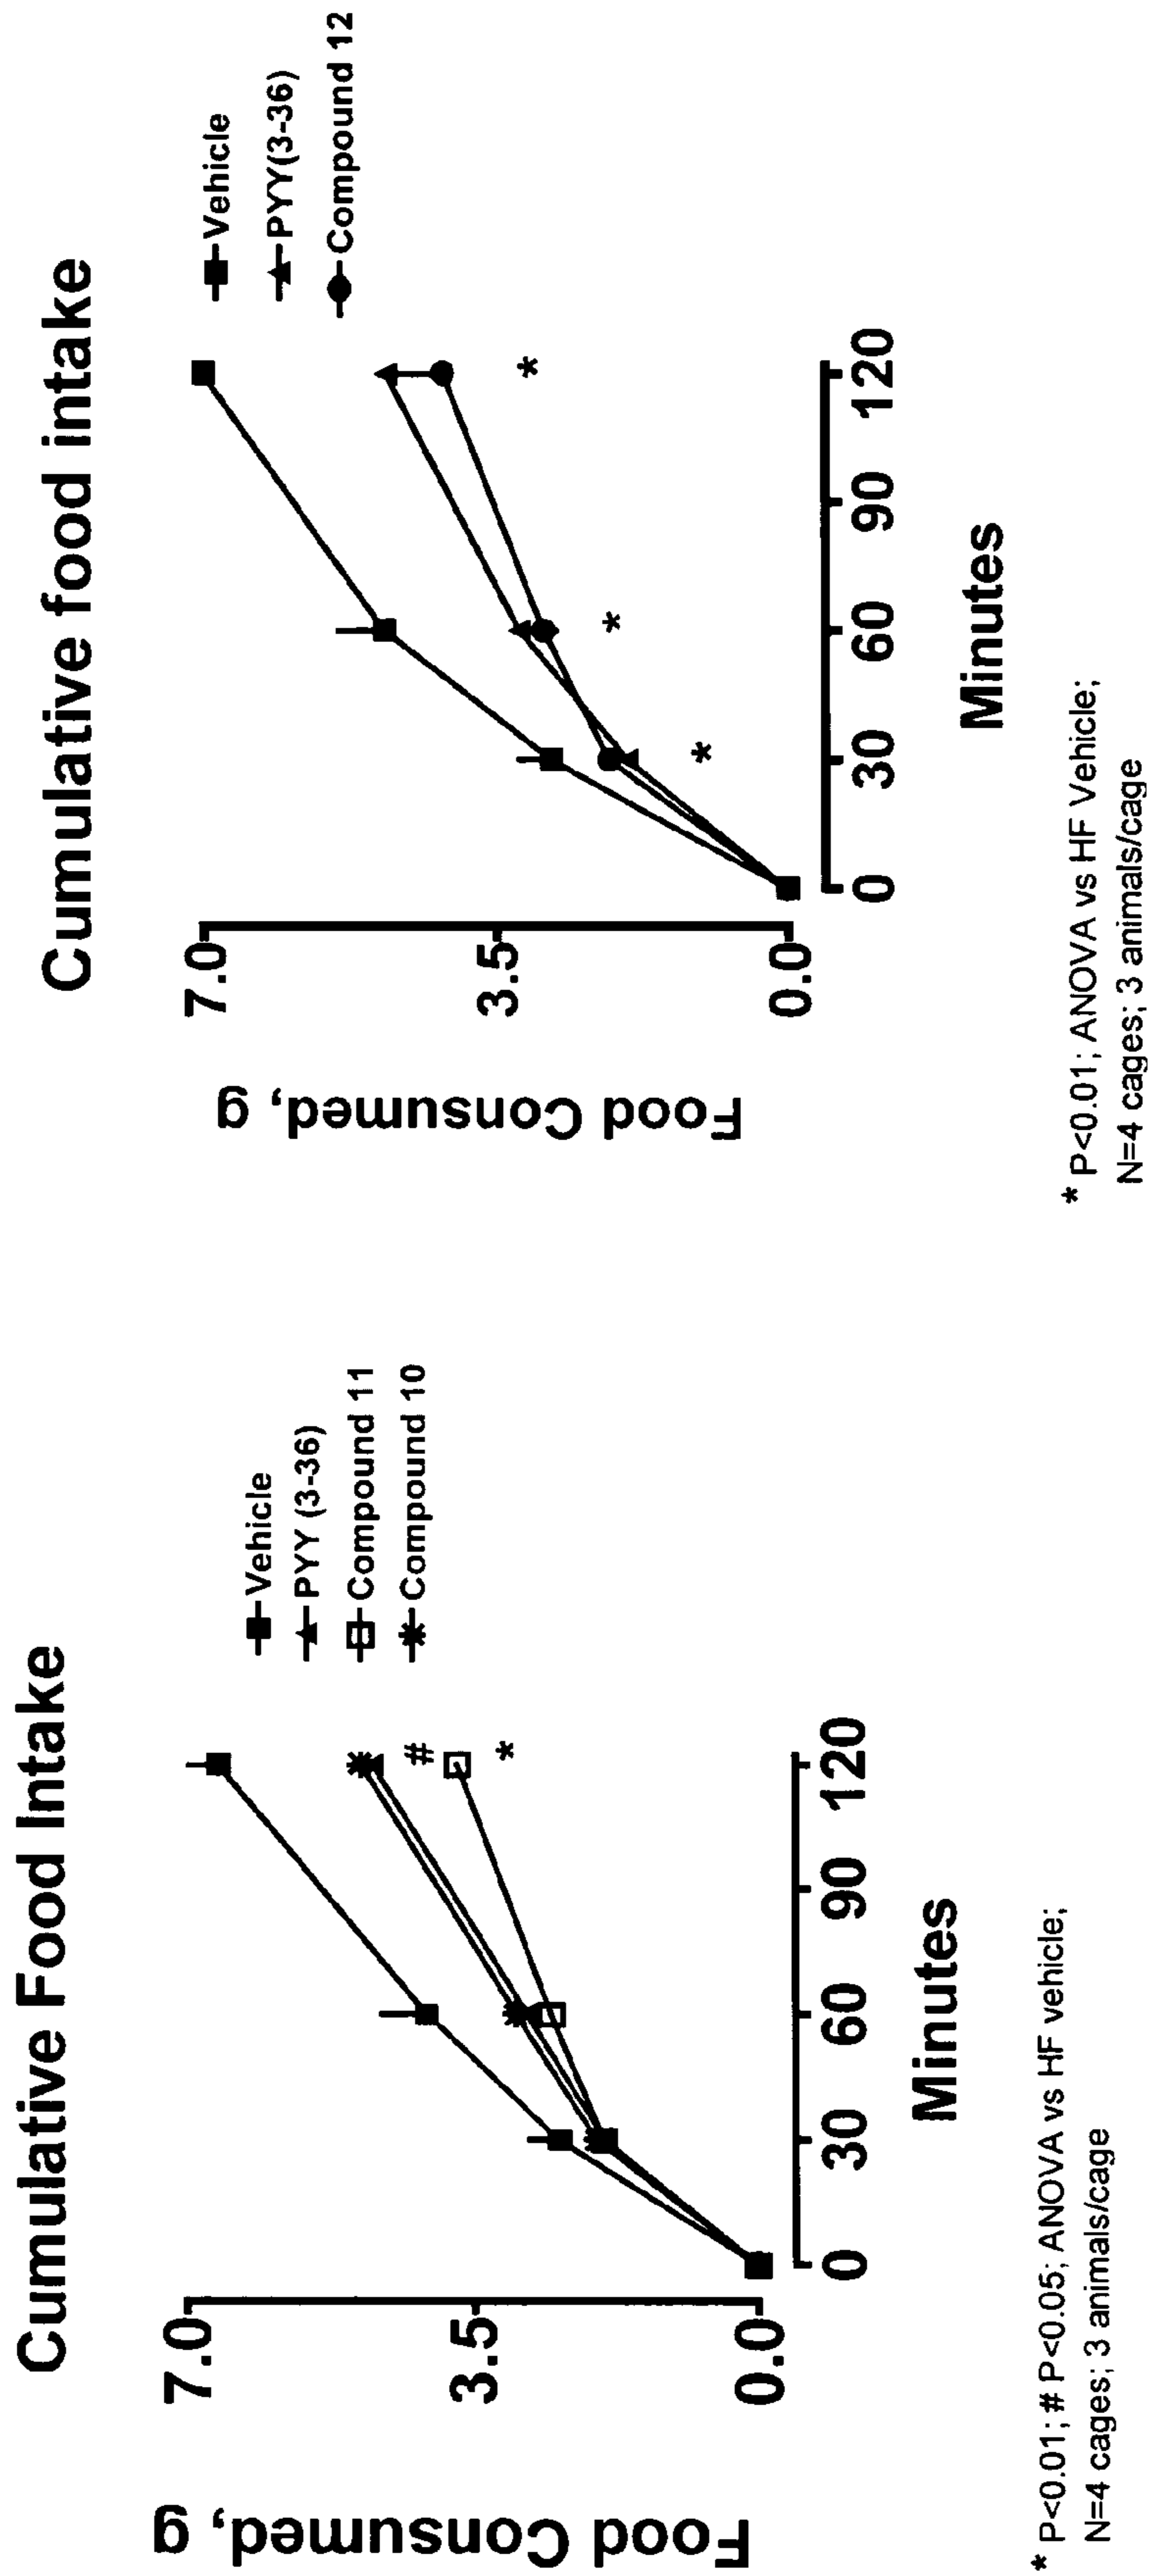 Cumulative Food Intake
Food Consumed, g
7.0
3.5
0.0
0
30
60
90
120
Minutes
Vehicle
PYY (3-36)
Compound 11
Compound 10
#
*
* P<0.01; # P<0.05; ANOVA vs HF vehicle;
N=4 cages; 3 animals/cage
Cumulative food intake
Food Consumed, g
7.0
3.5
0.0
0
30
60
90
120
Minutes
Vehicle
PYY(3-36)
Compound 12
*
*
*
* P<0.01; ANOVA vs HF Vehicle;
N=4 cages; 3 animals/cage